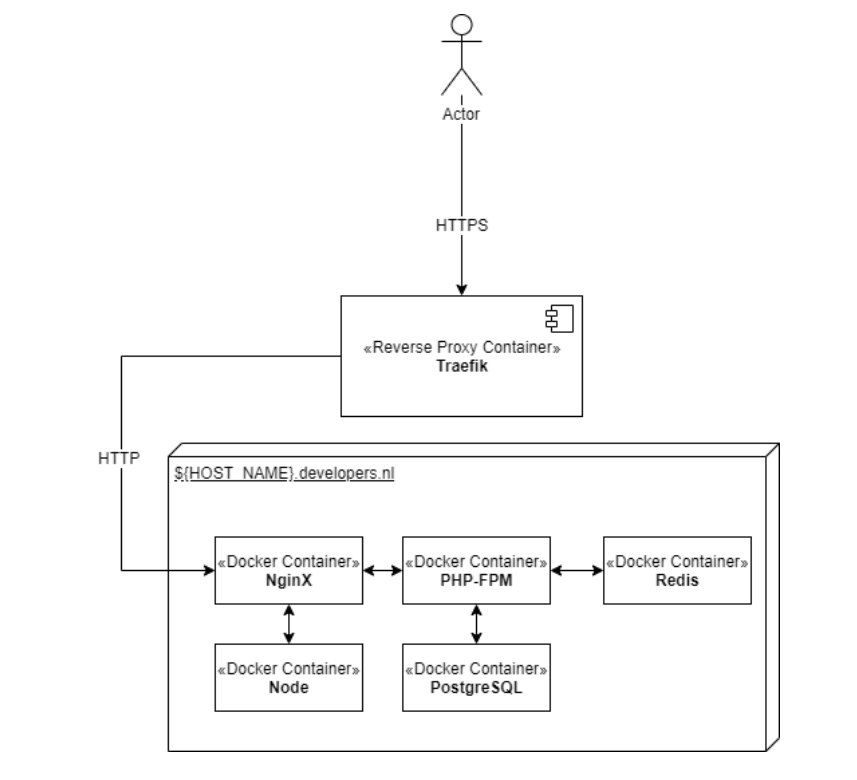 Actor
HTTPS
«Reverse Proxy Container»
Traefik
HTTP
${HOST_NAME}.developers.nl
«Docker Container»
NginX
«Docker Container»
PHP-FPM
«Docker Container»
Redis
«Docker Container»
Node
«Docker Container»
PostgreSQL